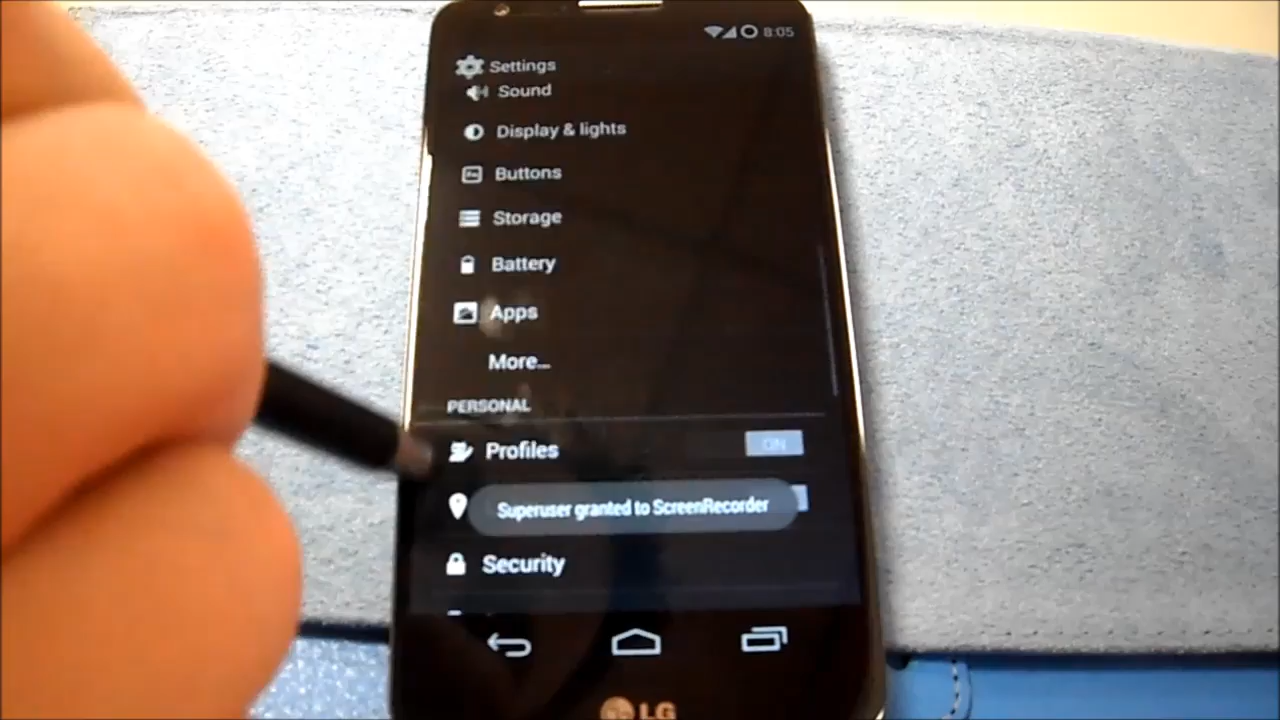 8:05
Settings
Sound
Display & lights
Buttons
Storage
Battery
Apps
More...
PERSONAL
Profiles
ON
Superuser granted to ScreenRecorder
Security
LG